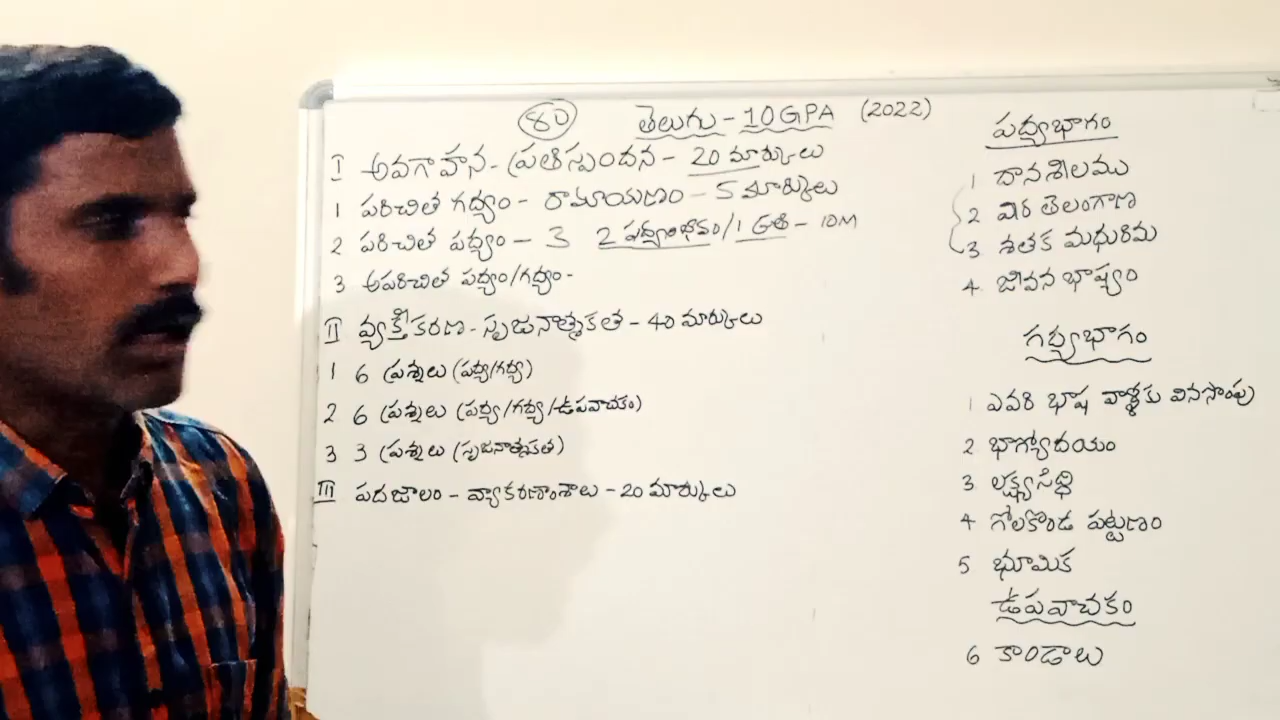 80 తెలుగు - 10 GPA (2022)
I అవగాహన - ప్రతిస్పందన - 20 మార్కులు
1 పరిచిత గద్యం - రామాయణం - 5 మార్కులు
2 పరిచిత పద్యం - 3 2 పద్యభాగం/1 - 10M
3 అపరిచిత పద్యం/గద్యం -
II వ్యక్తీకరణ - సృజనాత్మకత - 40 మార్కులు
1 6 ప్రశ్నలు (పద్య/గద్య)
2 6 ప్రశ్నలు (పద్య/గద్య/ఉపవాచకం)
3 3 ప్రశ్నలు (సృజనాత్మకత)
III పదజాలం - వ్యాకరణాంశాలు - 20 మార్కులు
పద్యభాగం
1 దానశీలము
2 వీర తెలంగాణ
3 శతక మధురిమ
4 జీవన భాష్యం
గద్యభాగం
1 ఎవరి భాష వాళ్ళకు వినసొంపు
2 భాగ్యోదయం
3 లక్ష్యసిద్ధి
4 గోలకొండ పట్టణం
5 భూమిక
ఉపవాచకం
6 కాండాలు